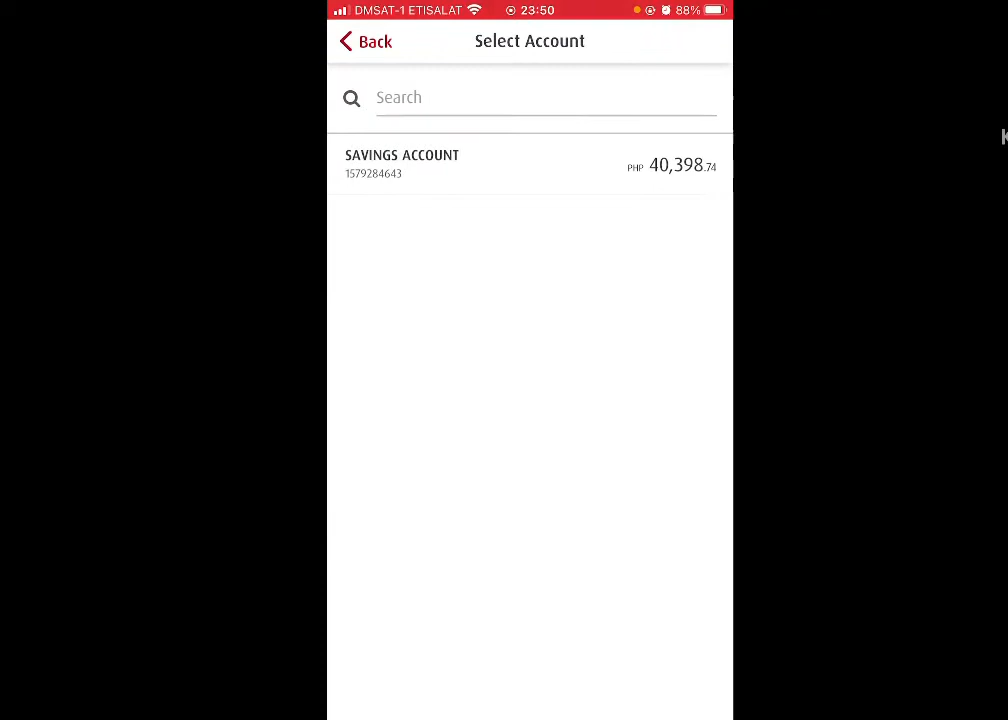 DMSAT-1 ETISALAT 23:50 88%
Back Select Account
Search
SAVINGS ACCOUNT
1579284643
PHP 40,398.74
K